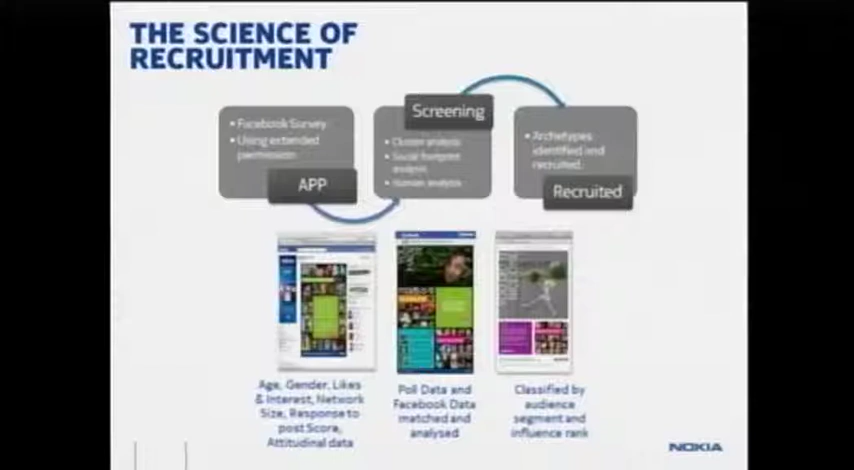 THE SCIENCE OF
RECRUITMENT
• Facebook Survey
• Using extended
permission
APP
Screening
• Cluster analysis
• Social footprint
analysis
• Human analysis
• Archetypes
identified and
recruited.
Recruited
Age, Gender, Likes
& Interest, Network
Size, Response to
post Score,
Attitudinal data
Poll Data and
Facebook Data
matched and
analysed
Classified by
audience
segment and
influence rank
NOKIA